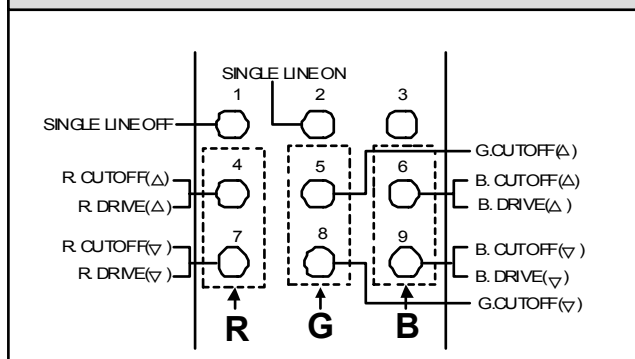 SINGLE LINE ON
1 2 3
SINGLE LINE OFF
G.CUTOFF(△)
4 5 6
R. CUTOFF(△)
B. CUTOFF(△)
R. DRIVE(△)
B. DRIVE(△)
7 8 9
R. CUTOFF(▽)
B. CUTOFF(▽)
R. DRIVE(▽)
B. DRIVE(▽)
G.CUTOFF(▽)
R G B